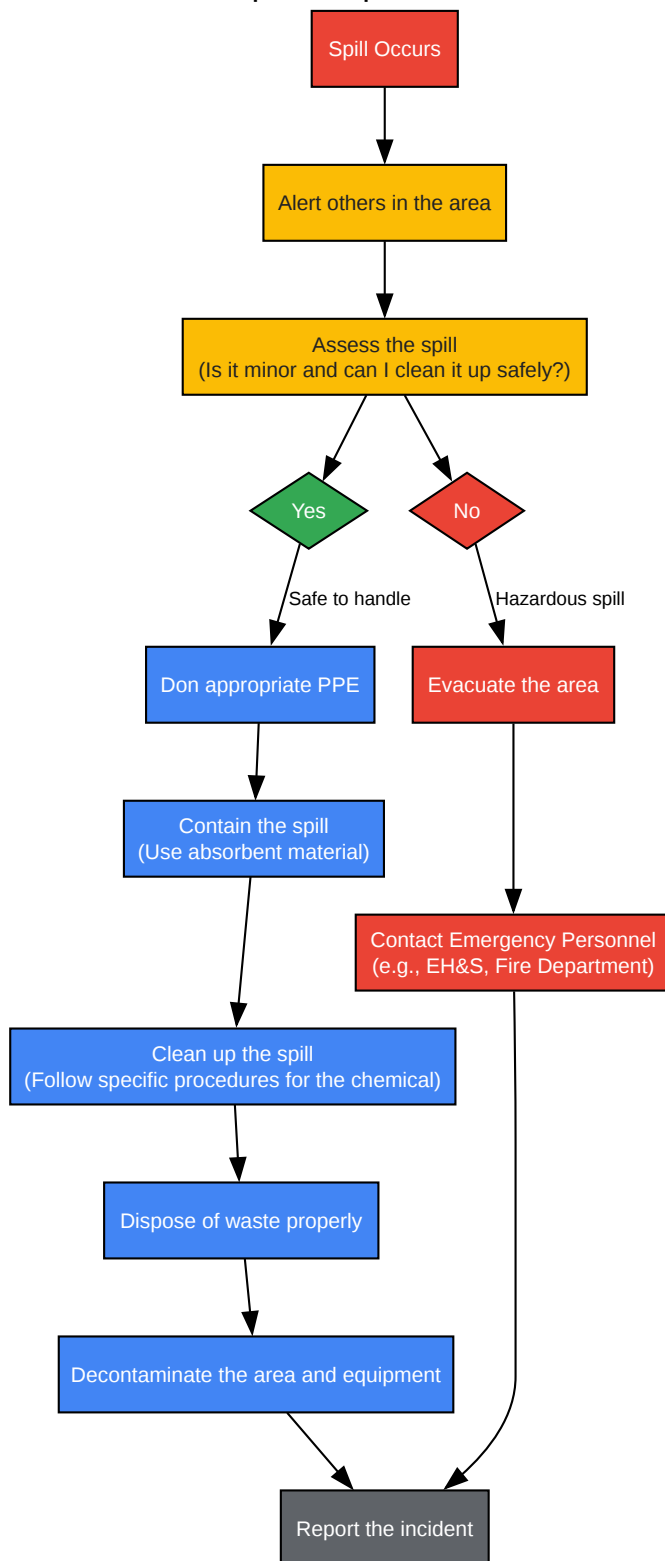 Spill Occurs
Alert others in the area
Assess the spill
(Is it minor and can I clean it up safely?)
Yes
No
Safe to handle
Hazardous spill
Don appropriate PPE
Evacuate the area
Contain the spill
(Use absorbent material)
Contact Emergency Personnel
(e.g., EH&S, Fire Department)
Clean up the spill
(Follow specific procedures for the chemical)
Dispose of waste properly
Decontaminate the area and equipment
Report the incident